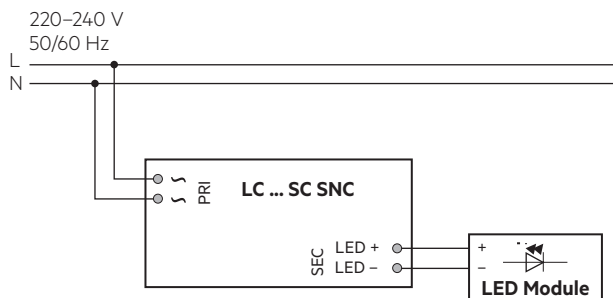 220–240 V
50/60 Hz
L
N
~
~
PRI
LC ... SC SNC
SEC
LED +
LED –
+
–
LED Module